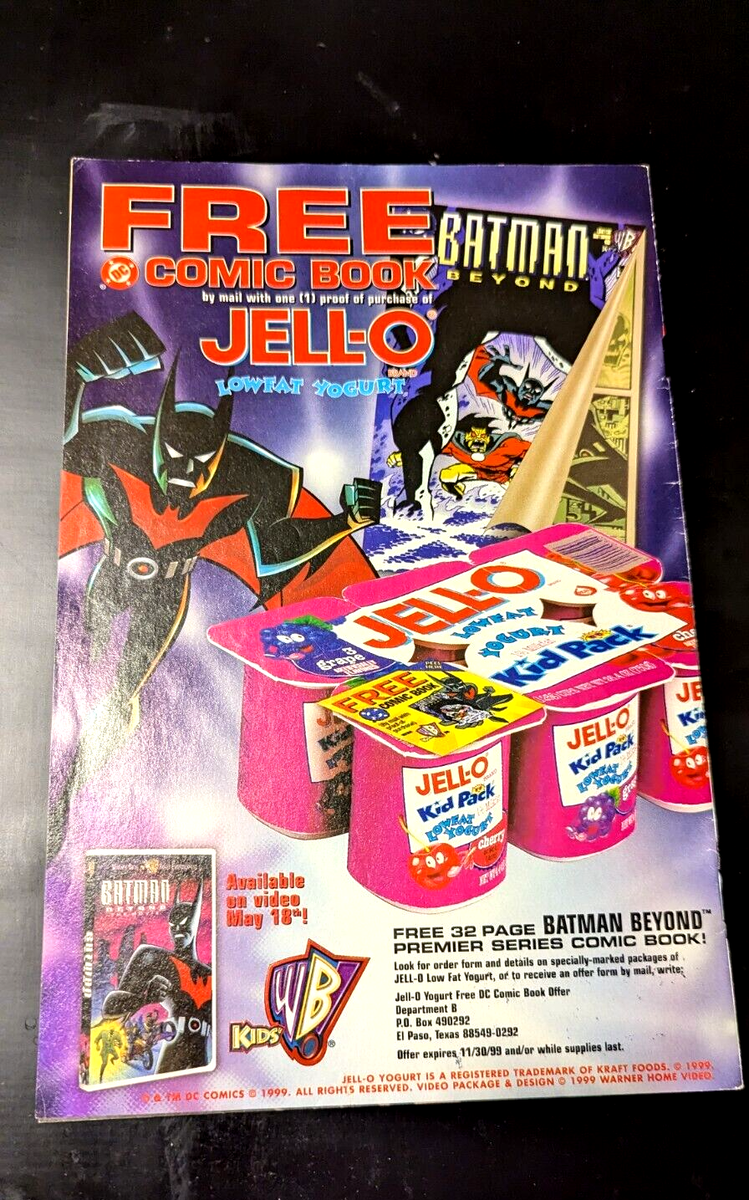 FREE
COMIC BOOK
by mail with one (1) proof of purchase of
JELL-O®
BRAND
LOWFAT YOGURT
DC
BATMAN
BEYOND
WB
JELL-O
LOWFAT
YOGURT
Kid Pack
3
grape
FREE
COMIC BOOK
WB
JELL-O
Kid Pack
LOWFAT
YOGURT
cherry
JELL-O
Kid Pack
LOWFAT
YOGURT
BATMAN
BEYOND
BATMAN
Available
on video
May 18th!
KIDS' WB!®
FREE 32 PAGE BATMAN BEYOND™
PREMIER SERIES COMIC BOOK!
Look for order form and details on specially-marked packages of
JELL-O Low Fat Yogurt, or to receive an offer form by mail, write:
Jell-O Yogurt Free DC Comic Book Offer
Department B
P.O. Box 490292
El Paso, Texas 88549-0292
Offer expires 11/30/99 and/or while supplies last.
JELL-O YOGURT IS A REGISTERED TRADEMARK OF KRAFT FOODS. © 1999.
& TM DC COMICS © 1999. ALL RIGHTS RESERVED. VIDEO PACKAGE & DESIGN © 1999 WARNER HOME VIDEO.